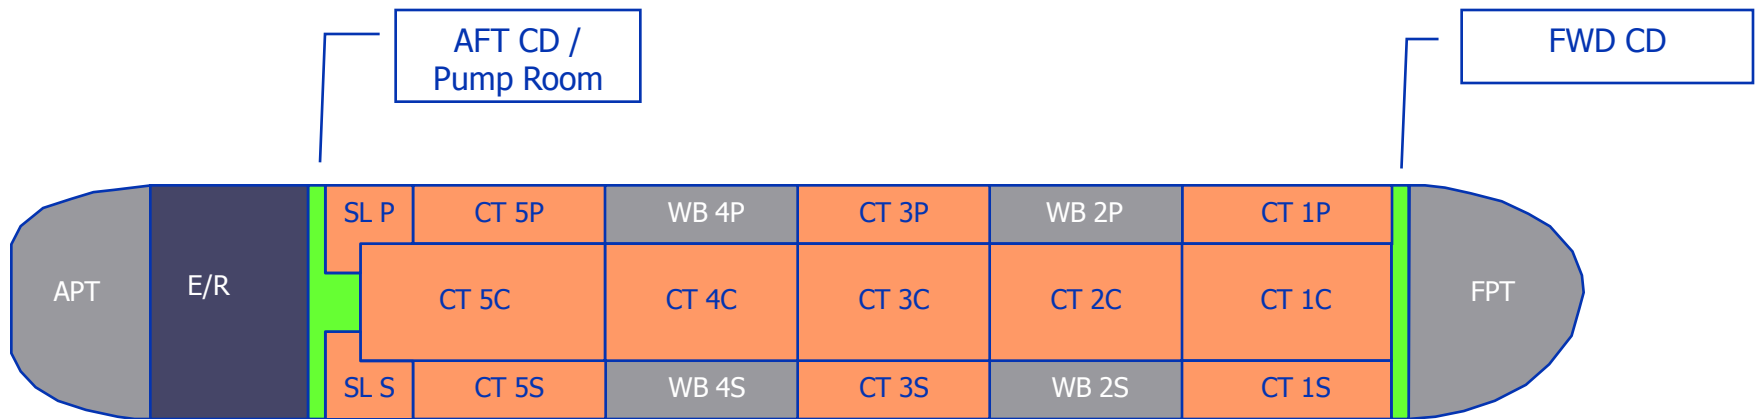 AFT CD /
Pump Room
FWD CD
SL P CT 5P WB 4P CT 3P WB 2P CT 1P
APT E/R CT 5C CT 4C CT 3C CT 2C CT 1C FPT
SL S CT 5S WB 4S CT 3S WB 2S CT 1S